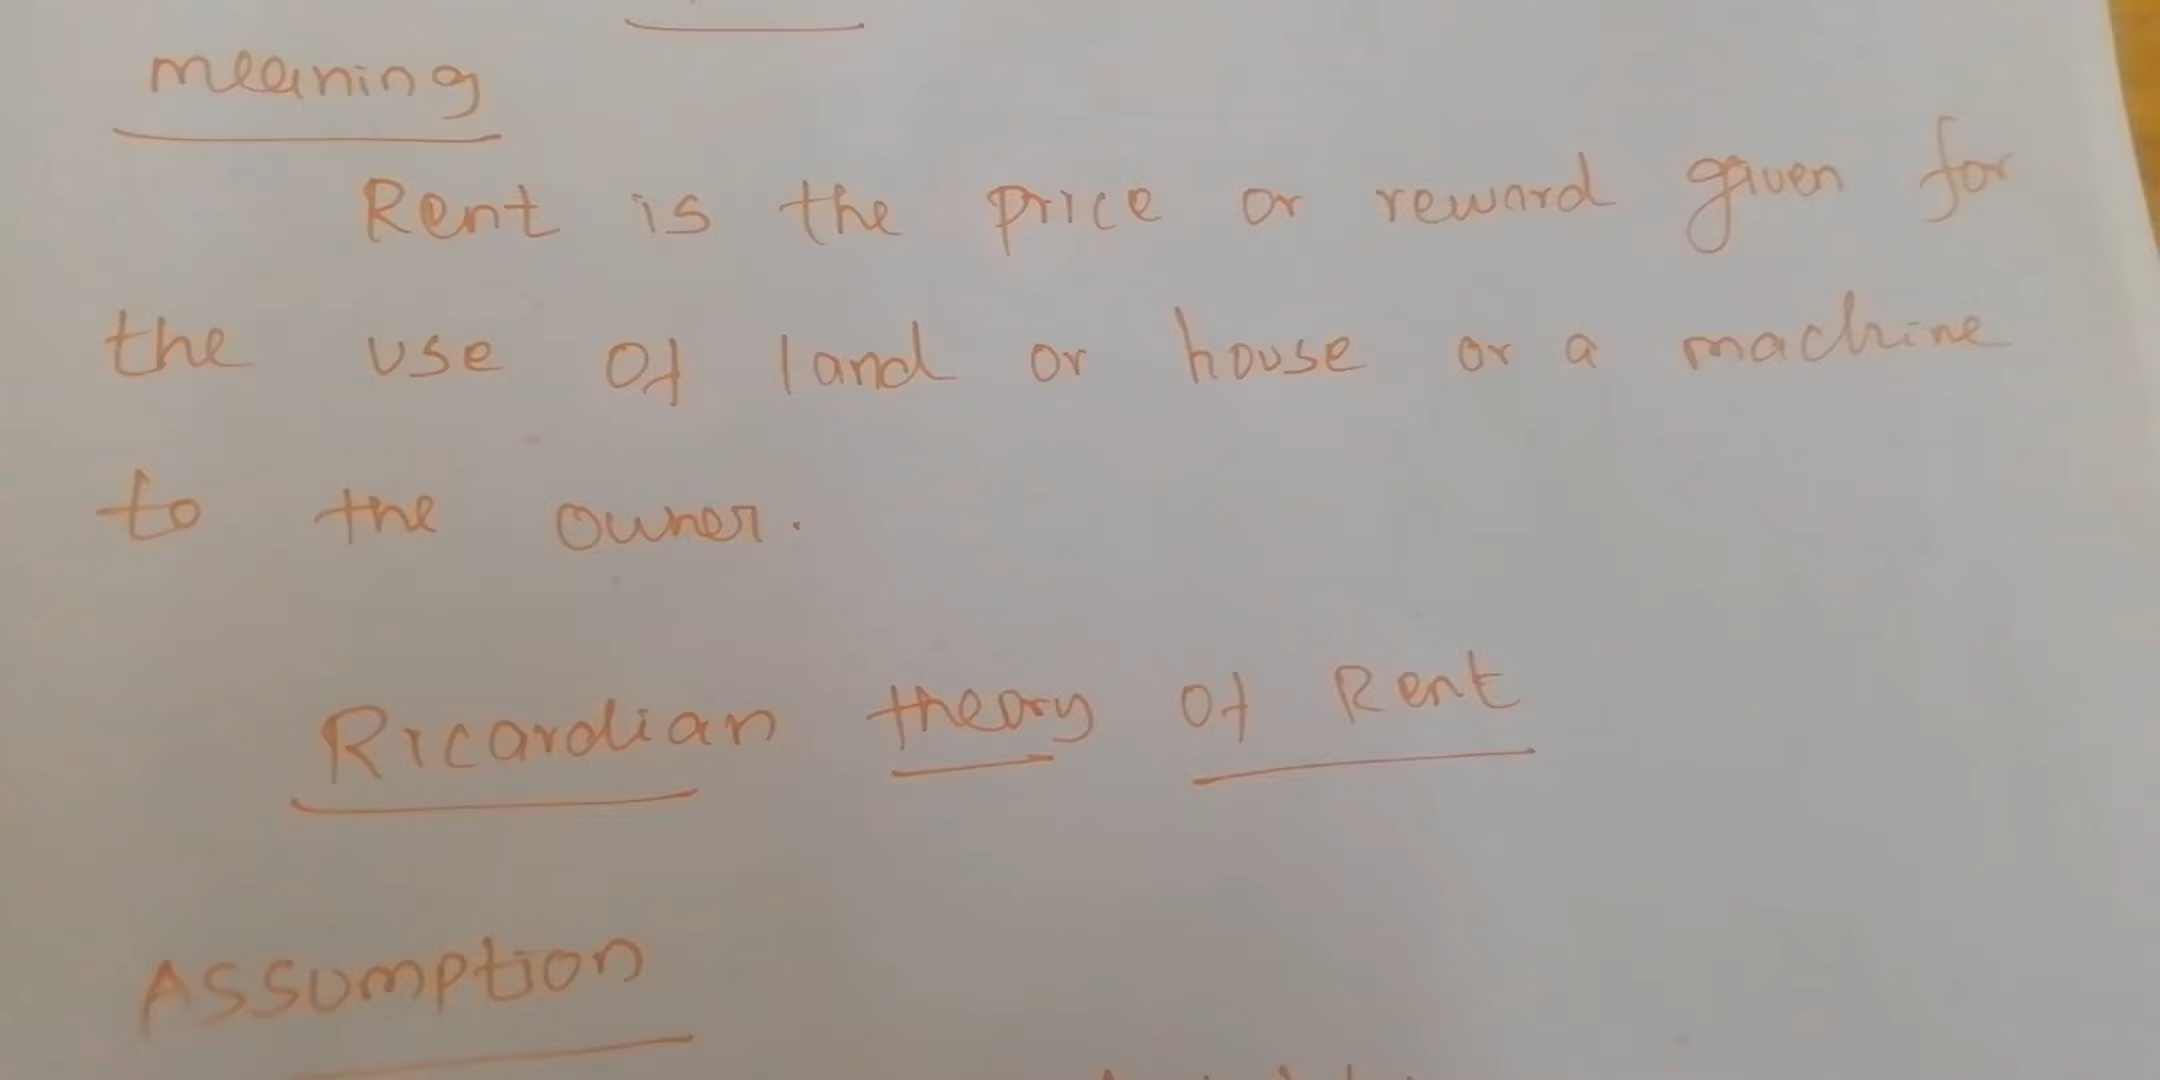 meaning
Rent is the price or reward given for
the use of land or house or a machine
to the owner.
Ricardian theory of Rent
Assumption